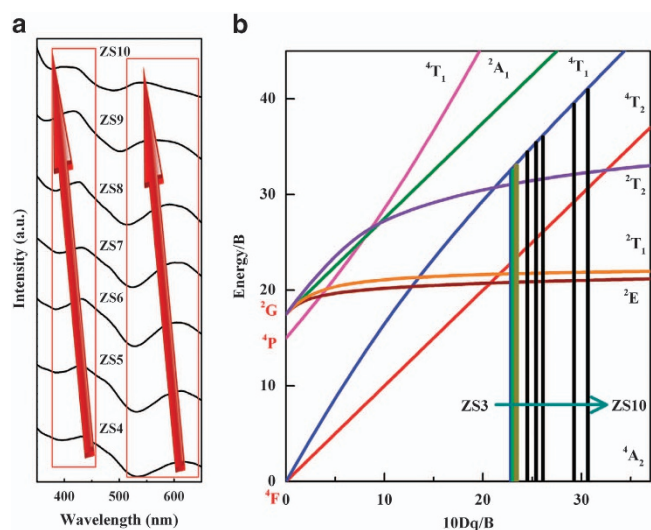 a
ZS10
ZS9
ZS8
ZS7
ZS6
ZS5
ZS4
Intensity (a.u.)
400 500 600
Wavelength (nm)
b
⁴T₁ ²A₁ ⁴T₁
⁴T₂
²T₂
²T₁
²E
⁴A₂
40
30
20
10
0
Energy/B
²G
⁴P
⁴F
ZS3 ZS10
0 10 20 30
10Dq/B